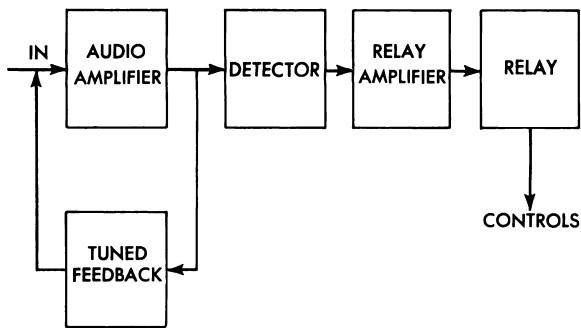 IN
AUDIO
AMPLIFIER
DETECTOR
RELAY
AMPLIFIER
RELAY
CONTROLS
TUNED
FEEDBACK